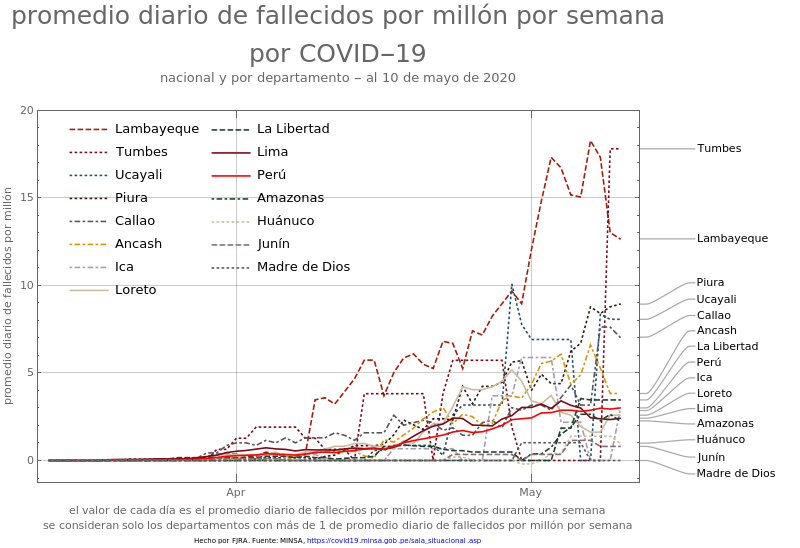 promedio diario de fallecidos por millón por semana
por COVID−19
nacional y por departamento − al 10 de mayo de 2020
promedio diario de fallecidos por millón
20
15
10
5
0
Apr
May
Lambayeque
Tumbes
Ucayali
Piura
Callao
Ancash
Ica
Loreto
La Libertad
Lima
Perú
Amazonas
Huánuco
Junín
Madre de Dios
Tumbes
Lambayeque
Piura
Ucayali
Callao
Ancash
La Libertad
Perú
Ica
Loreto
Lima
Amazonas
Huánuco
Junín
Madre de Dios
el valor de cada día es el promedio diario de fallecidos por millón reportados durante una semana
se consideran solo los departamentos con más de 1 de promedio diario de fallecidos por millón por semana
Hecho por FJRA. Fuente: MINSA, https://covid19.minsa.gob.pe/sala_situacional .asp